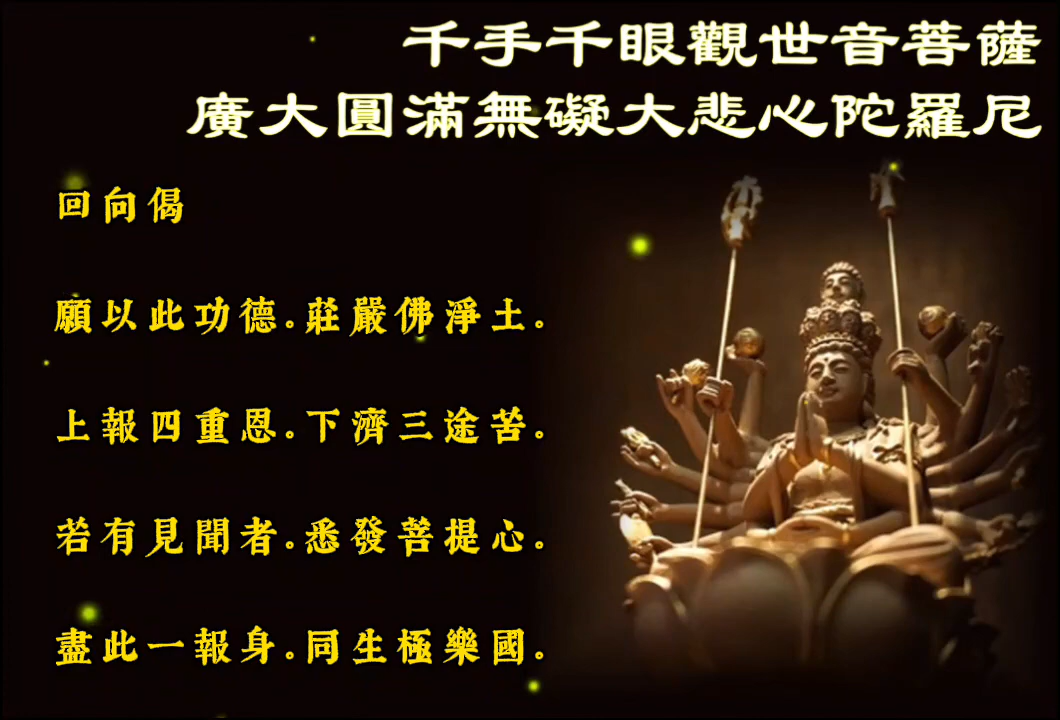 千手千眼觀世音菩薩
廣大圓滿無礙大悲心陀羅尼
回向偈
願以此功德。莊嚴佛淨土。
上報四重恩。下濟三途苦。
若有見聞者。悉發菩提心。
盡此一報身。同生極樂國。